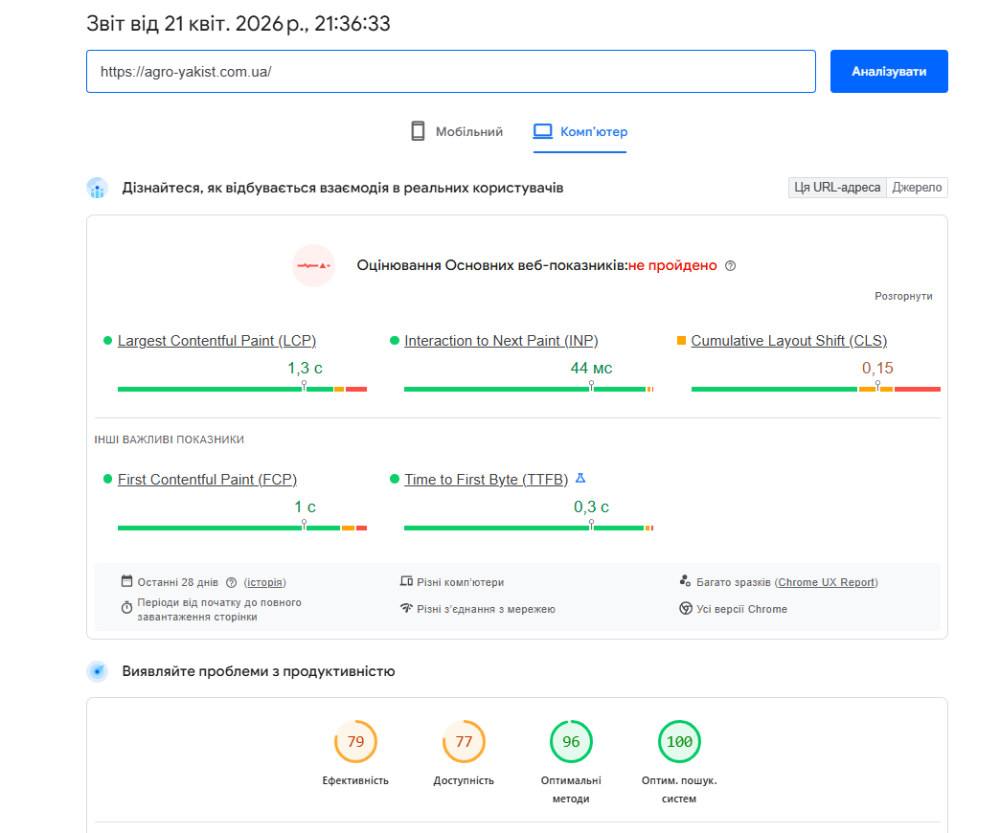 Звіт від 21 квіт. 2026 р., 21:36:33
https://agro-yakist.com.ua/
Аналізувати
Мобільний
Комп'ютер
Дізнайтеся, як відбувається взаємодія в реальних користувачів
Ця URL-адреса
Джерело
Оцінювання Основних веб-показників:не пройдено
Розгорнути
Largest Contentful Paint (LCP)
1,3 с
Interaction to Next Paint (INP)
44 мс
Cumulative Layout Shift (CLS)
0,15
ІНШІ ВАЖЛИВІ ПОКАЗНИКИ
First Contentful Paint (FCP)
1 с
Time to First Byte (TTFB)
0,3 с
Останні 28 днів (історія)
Різні комп'ютери
Багато зразків (Chrome UX Report)
Періоди від початку до повного
завантаження сторінки
Різні з'єднання з мережею
Усі версії Chrome
Виявляйте проблеми з продуктивністю
79
Ефективність
77
Доступність
96
Оптимальні
методи
100
Оптим. пошук.
систем